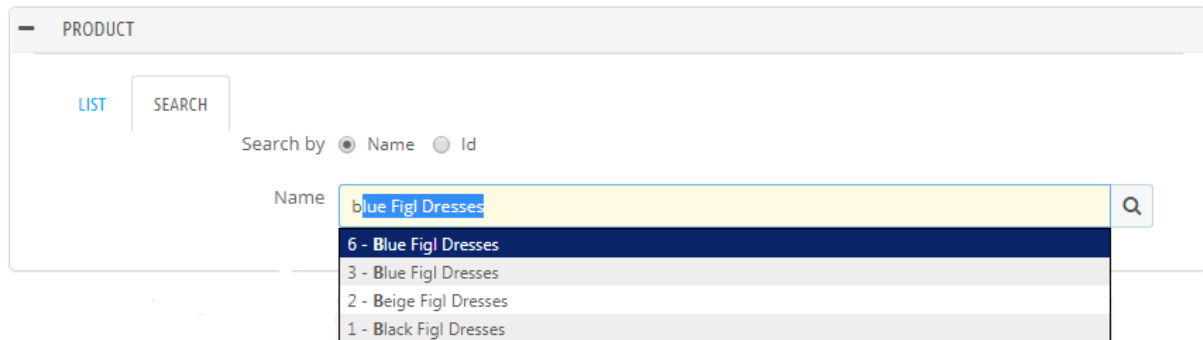 PRODUCT
LIST SEARCH
Search by Name Id
Name blue Figl Dresses
6 - Blue Figl Dresses
3 - Blue Figl Dresses
2 - Beige Figl Dresses
1 - Black Figl Dresses